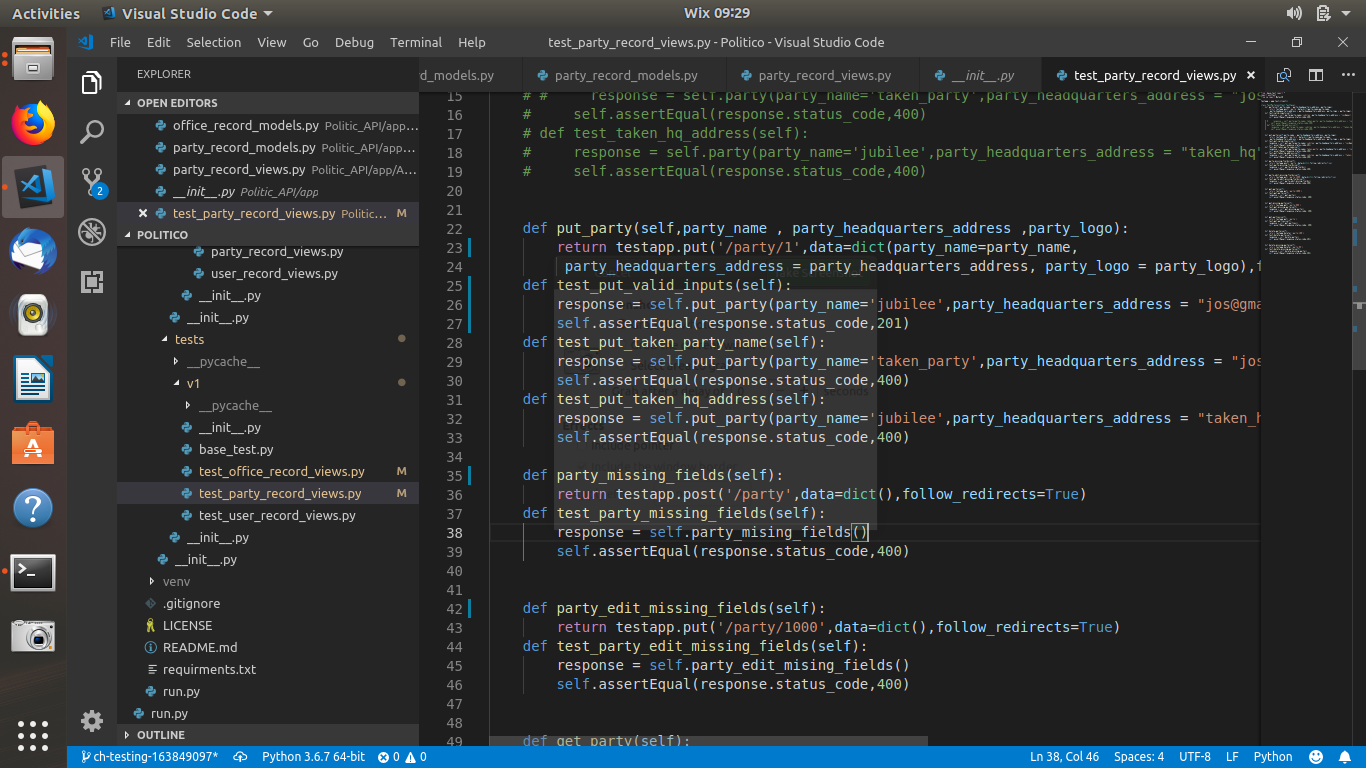 Activities
Visual Studio Code
Wix 09:29
File Edit Selection View Go Debug Terminal Help
test_party_record_views.py - Politico - Visual Studio Code
EXPLORER
OPEN EDITORS
office_record_models.py Politic_API/app...
party_record_models.py Politic_API/app...
party_record_views.py Politic_API/app/A...
__init__.py Politic_API/app
test_party_record_views.py Politic... M
POLITICO
party_record_views.py
user_record_views.py
__init__.py
__init__.py
tests
__pycache__
v1
__pycache__
__init__.py
base_test.py
test_office_record_views.py M
test_party_record_views.py M
test_user_record_views.py
__init__.py
__init__.py
venv
.gitignore
LICENSE
README.md
requirments.txt
run.py
run.py
OUTLINE
2
rd_models.py
party_record_models.py
party_record_views.py
__init__.py
test_party_record_views.py
15 # # response = self.party(party_name='taken_party',party_headquarters_address = "jos
16 # self.assertEqual(response.status_code,400)
17 # def test_taken_hq_address(self):
18 # response = self.party(party_name='jubilee',party_headquarters_address = "taken_hq"
19 # self.assertEqual(response.status_code,400)
20
21
22 def put_party(self,party_name , party_headquarters_address ,party_logo):
23 return testapp.put('/party/1',data=dict(party_name=party_name,
24 party_headquarters_address = party_headquarters_address, party_logo = party_logo),f
25 def test_put_valid_inputs(self):
26 response = self.put_party(party_name='jubilee',party_headquarters_address = "jos@gma
27 self.assertEqual(response.status_code,201)
28 def test_put_taken_party_name(self):
29 response = self.put_party(party_name='taken_party',party_headquarters_address = "jos
30 self.assertEqual(response.status_code,400)
31 def test_put_taken_hq_address(self):
32 response = self.put_party(party_name='jubilee',party_headquarters_address = "taken_h
33 self.assertEqual(response.status_code,400)
34
35 def party_missing_fields(self):
36 return testapp.post('/party',data=dict(),follow_redirects=True)
37 def test_party_missing_fields(self):
38 response = self.party_mising_fields()
39 self.assertEqual(response.status_code,400)
40
41
42 def party_edit_missing_fields(self):
43 return testapp.put('/party/1000',data=dict(),follow_redirects=True)
44 def test_party_edit_missing_fields(self):
45 response = self.party_edit_mising_fields()
46 self.assertEqual(response.status_code,400)
47
48
49 def get_party(self):
ch-testing-163849097*
Python 3.6.7 64-bit
0
0
Ln 38, Col 46
Spaces: 4
UTF-8
LF
Python